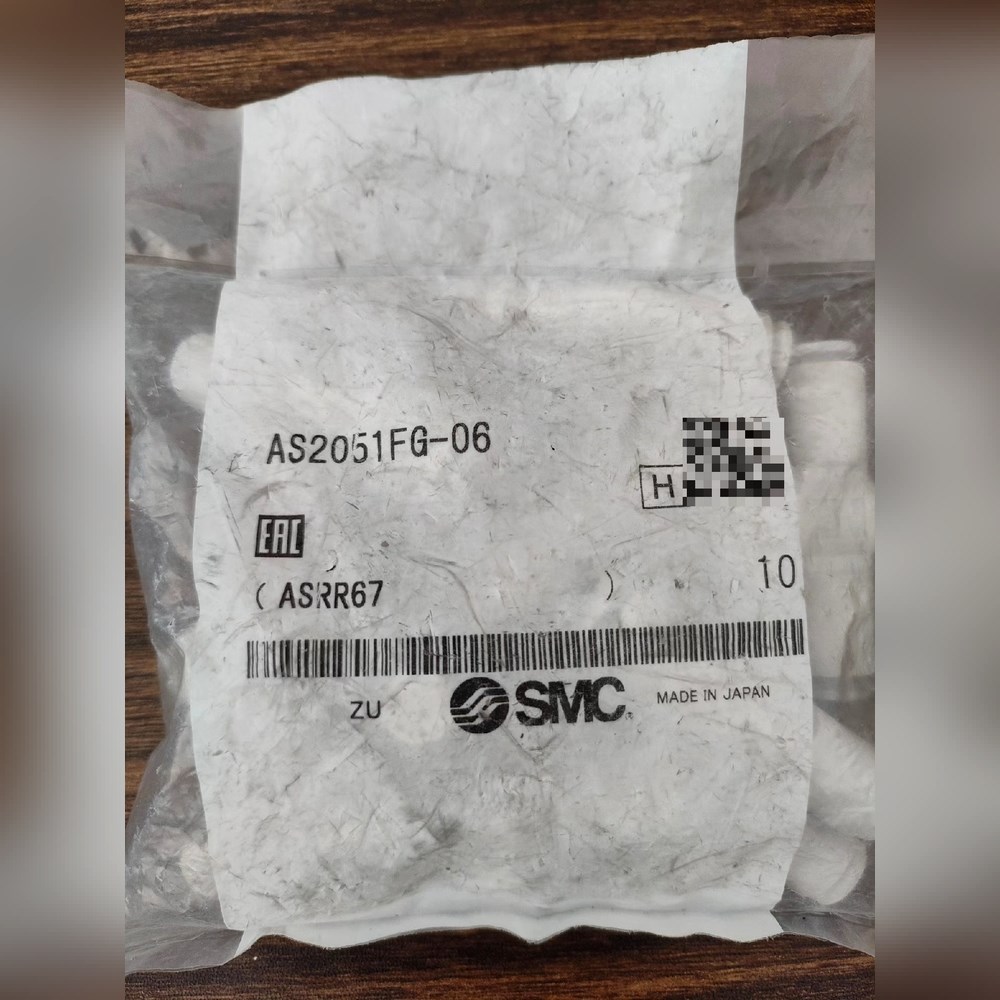 AS2051FG-06
H
EAC
( ASRR67 ) 10
ZU SMC MADE IN JAPAN